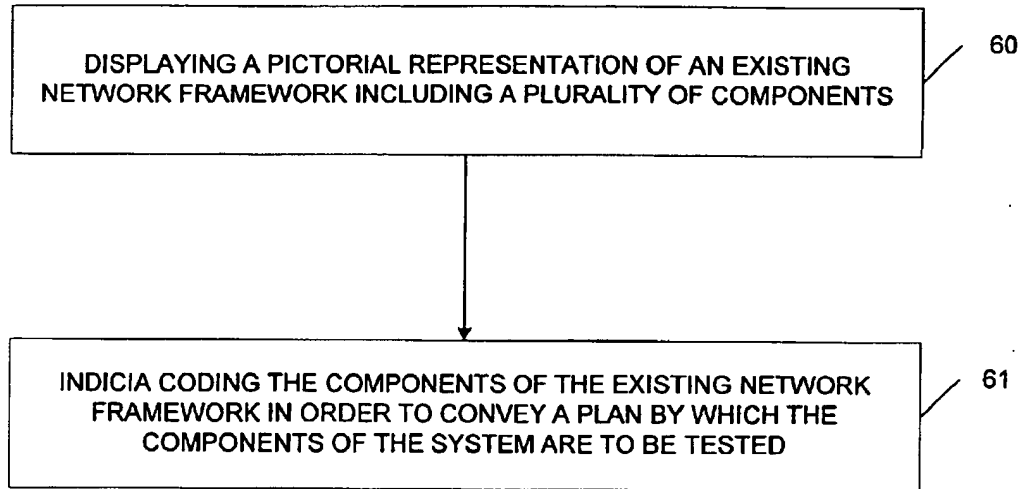 DISPLAYING A PICTORIAL REPRESENTATION OF AN EXISTING
NETWORK FRAMEWORK INCLUDING A PLURALITY OF COMPONENTS
60
INDICIA CODING THE COMPONENTS OF THE EXISTING NETWORK
FRAMEWORK IN ORDER TO CONVEY A PLAN BY WHICH THE
COMPONENTS OF THE SYSTEM ARE TO BE TESTED
61